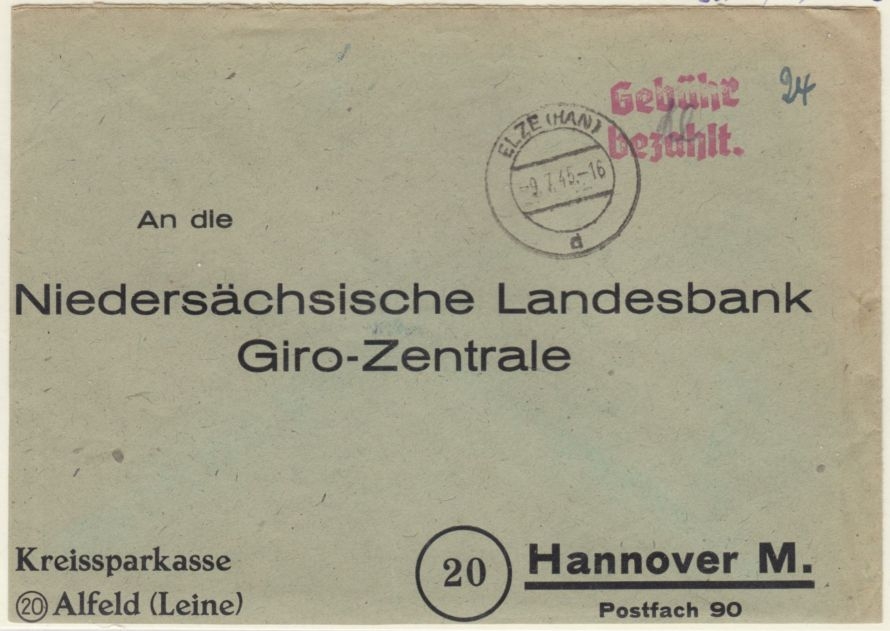 Gebühr
bezahlt.
24
ELZE (HAN)
-9.7.45.-16
d
An die
Niedersächsische Landesbank
Giro-Zentrale
Kreissparkasse
20 Alfeld (Leine)
20 Hannover M.
Postfach 90